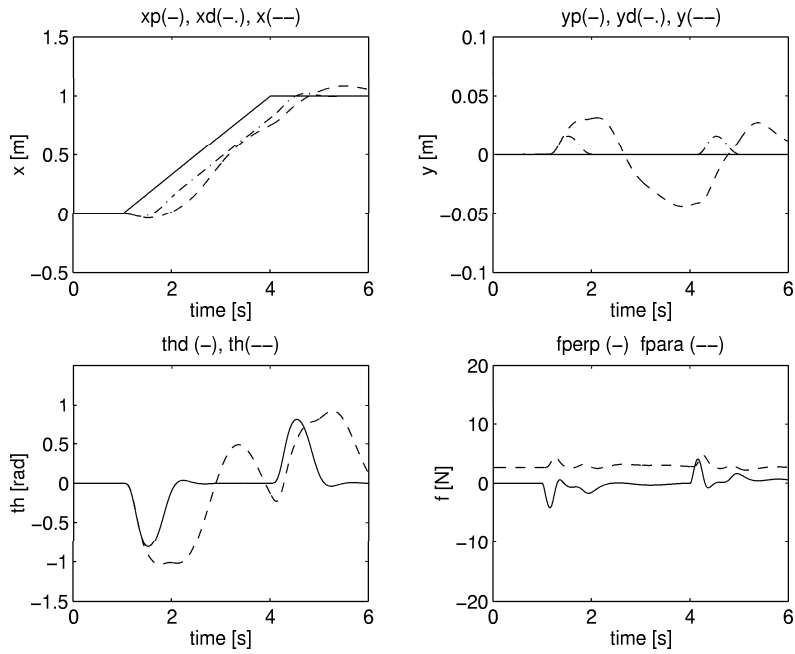 xp(−), xd(−.), x(−−)
1.5
1
0.5
0
−0.5
x [m]
0 2 4 6
time [s]
yp(−), yd(−.), y(−−)
0.1
0.05
0
−0.05
−0.1
y [m]
0 2 4 6
time [s]
thd (−), th(−−)
1
0.5
0
−0.5
−1
−1.5
th [rad]
0 2 4 6
time [s]
fperp (−) fpara (−−)
20
10
0
−10
−20
f [N]
0 2 4 6
time [s]